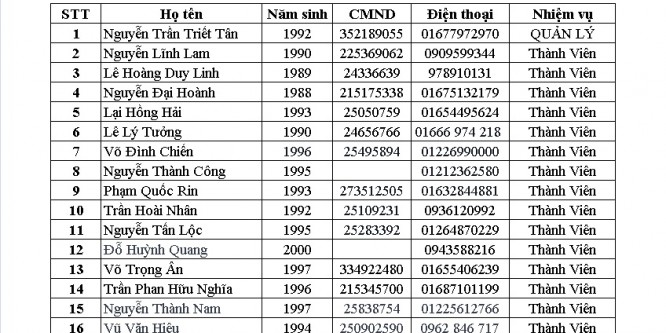 STT Họ tên Năm sinh CMND Điện thoại Nhiệm vụ
1 Nguyễn Trần Triết Tân 1992 352189055 01677972970 QUẢN LÝ
2 Nguyễn Lĩnh Lam 1990 225369062 0909599344 Thành Viên
3 Lê Hoàng Duy Linh 1989 24336639 978910131 Thành Viên
4 Nguyễn Đại Hoành 1988 215175338 01675132179 Thành Viên
5 Lại Hồng Hải 1993 25050759 01654495624 Thành Viên
6 Lê Lý Tưởng 1990 24656766 01666 974 218 Thành Viên
7 Võ Đình Chiến 1996 25495894 01226990000 Thành Viên
8 Nguyễn Thành Công 1995 01212362580 Thành Viên
9 Phạm Quốc Rin 1993 273512505 01632844881 Thành Viên
10 Trần Hoài Nhân 1992 25109231 0936120992 Thành Viên
11 Nguyễn Tấn Lộc 1995 25283392 01264870229 Thành Viên
12 Đỗ Huỳnh Quang 2000 0943588216 Thành Viên
13 Võ Trọng Ân 1997 334922480 01655406239 Thành Viên
14 Trần Phan Hữu Nghĩa 1996 215345700 01687101199 Thành Viên
15 Nguyễn Thành Nam 1997 25838754 01225612766 Thành Viên
16 Vũ Văn Hiệu 1994 250902590 0962 846 717 Thành Viên